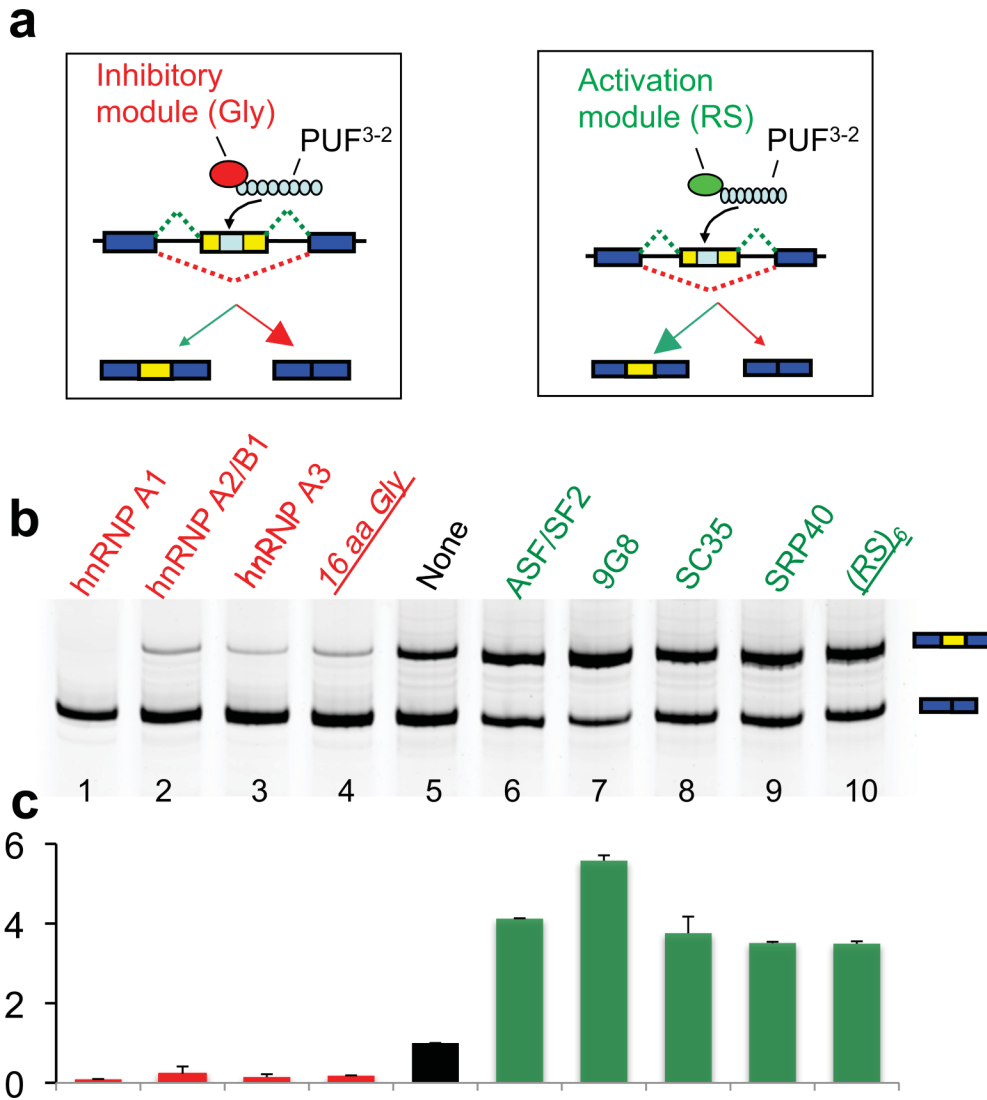 a
Inhibitory
module (Gly)
PUF3-2
Activation
module (RS)
PUF3-2
b
hnRNP A1
hnRNP A2/B1
hnRNP A3
16 aa Gly
None
ASF/SF2
9G8
SC35
SRP40
(RS)6
1 2 3 4 5 6 7 8 9 10
c
6
4
2
0